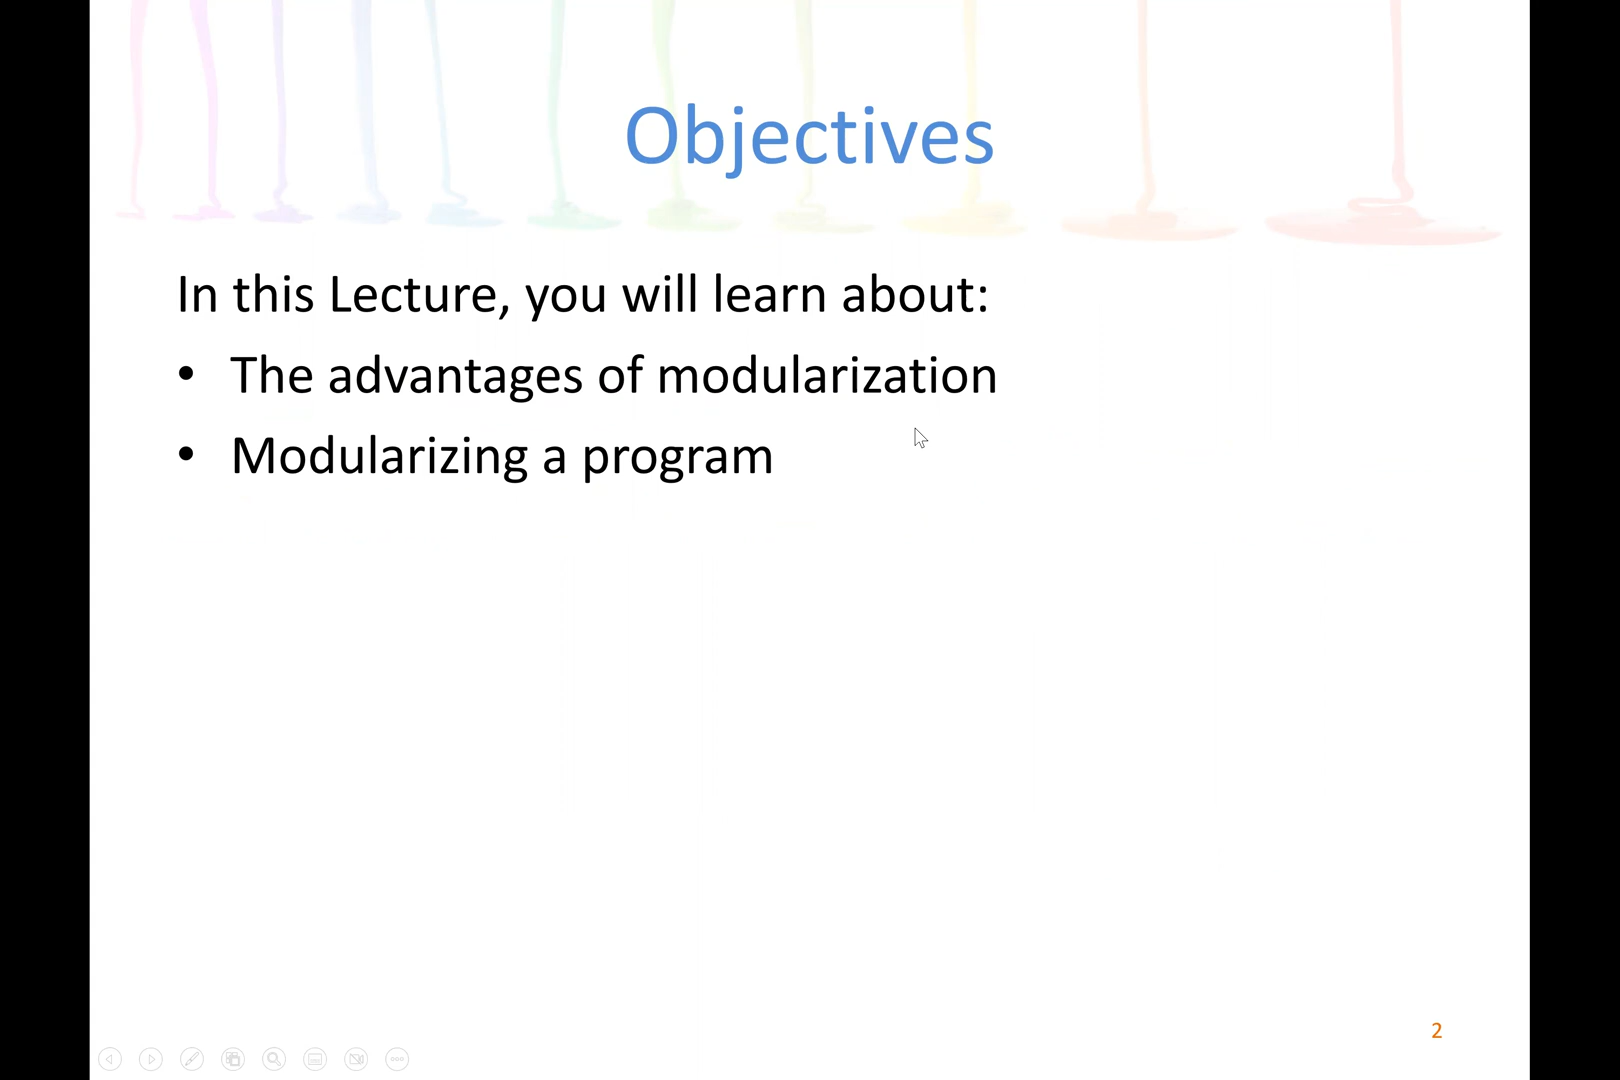 Objectives
In this Lecture, you will learn about:
• The advantages of modularization
• Modularizing a program
2